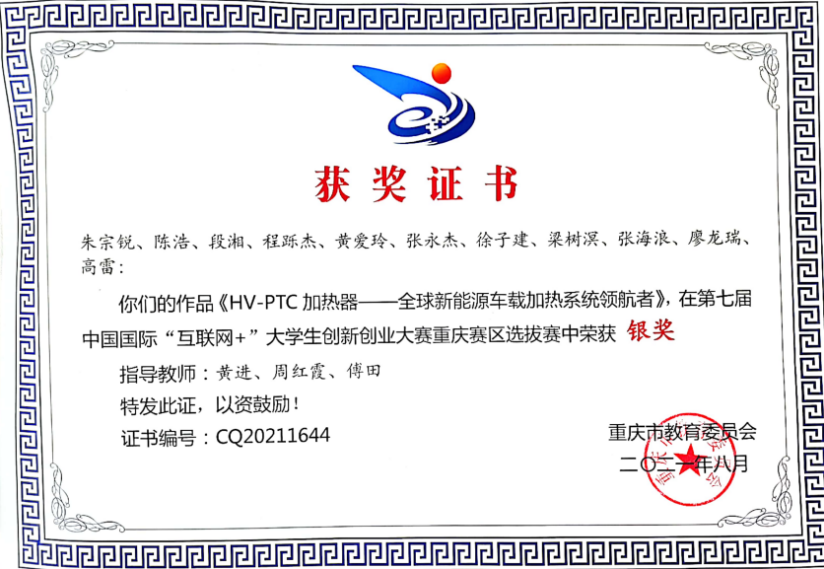 获奖证书
朱宗锐、陈浩、段湘、程跞杰、黄爱玲、张永杰、徐子建、梁树溟、张海浪、廖龙瑞、
高雷：
你们的作品《HV-PTC 加热器——全球新能源车载加热系统领航者》，在第七届
中国国际“互联网+”大学生创新创业大赛重庆赛区选拔赛中荣获 银奖
指导教师：黄进、周红霞、傅田
特发此证，以资鼓励！
证书编号：CQ20211644
重庆市教育委员会
二〇二一年八月